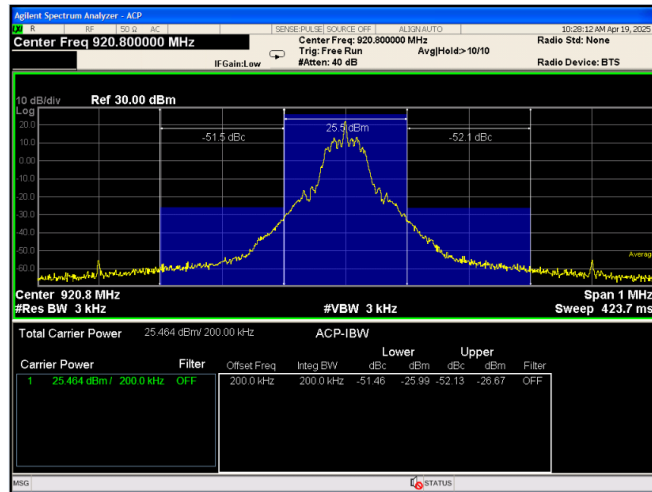 Agilent Spectrum Analyzer - ACP
R RF 50 Ω AC SENSE:PULSE SOURCE OFF ALIGN AUTO 10:28:12 AM Apr 19, 2025
Center Freq 920.800000 MHz Center Freq: 920.800000 MHz Radio Std: None
Trig: Free Run Avg|Hold:>10/10
IFGain:Low #Atten: 40 dB Radio Device: BTS
10 dB/div Ref 30.00 dBm
Log
20.0
10.0
0.00
-10.0
-20.0
-30.0
-40.0
-50.0
-60.0
-51.5 dBc 25.5 dBm -52.1 dBc
Averag
Center 920.8 MHz Span 1 MHz
#Res BW 3 kHz #VBW 3 kHz Sweep 423.7 ms
Total Carrier Power 25.464 dBm/ 200.00 kHz ACP-IBW
Lower Upper
Carrier Power Filter Offset Freq Integ BW dBc dBm dBc dBm Filter
1 25.464 dBm / 200.0 kHz OFF 200.0 kHz 200.0 kHz -51.46 -25.99 -52.13 -26.67 OFF
MSG STATUS